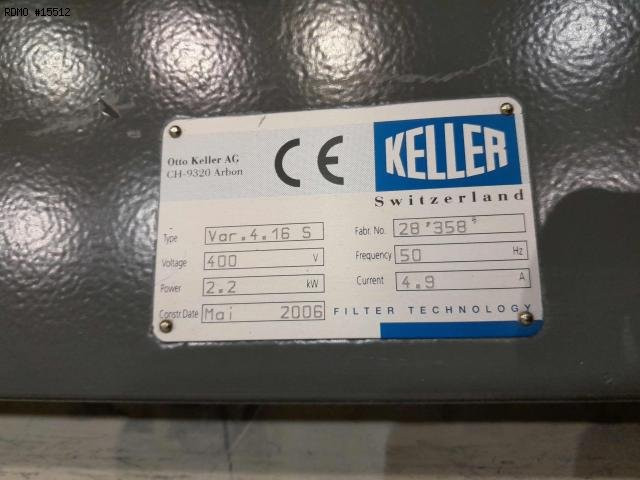 RDMO #15512
Otto Keller AG
CH-9320 Arbon
CE
KELLER
Switzerland
Type Var.4.16 S
Fabr. No. 28'358
Voltage 400 V
Frequency 50 Hz
Power 2.2 kW
Current 4.9 A
Constr.Date Mai 2006
FILTER TECHNOLOGY